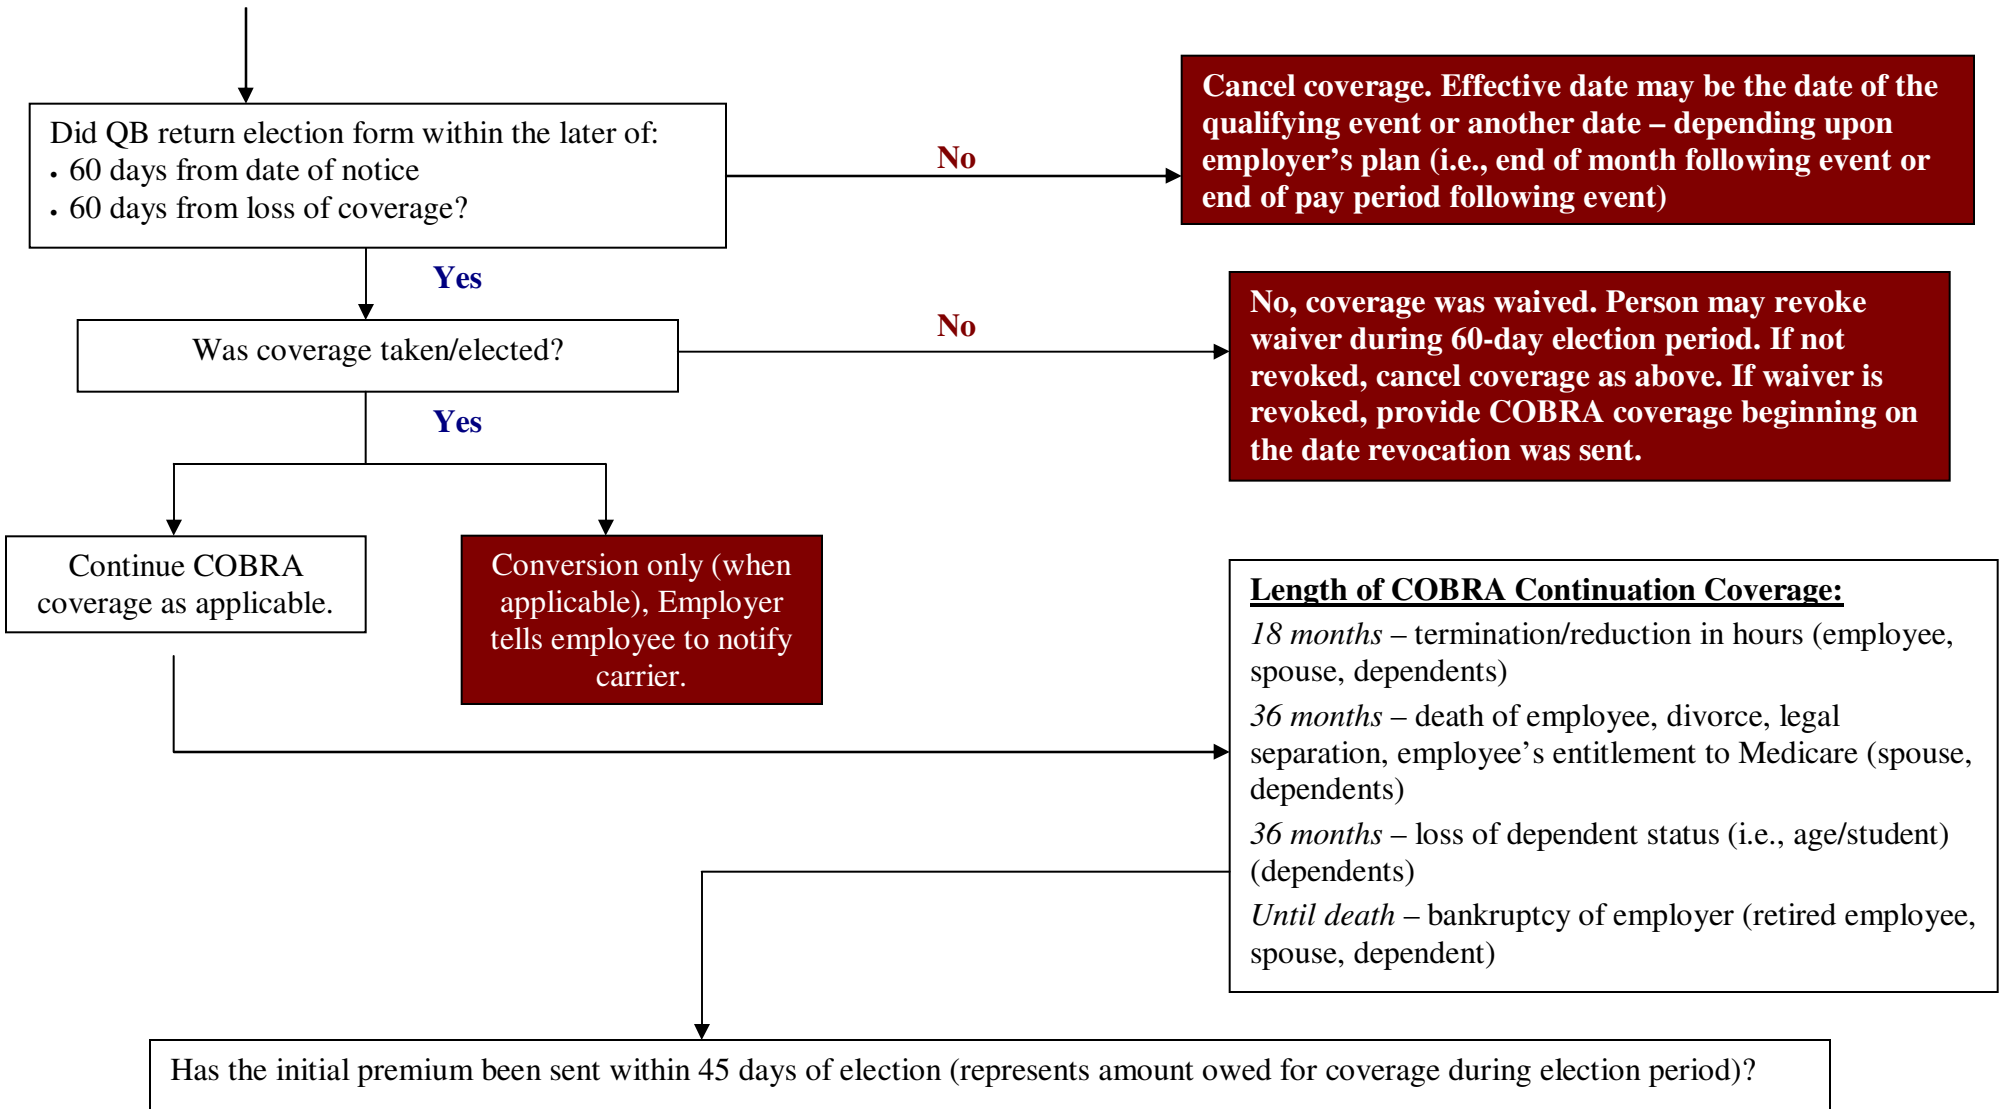 Did QB return election form within the later of:
• 60 days from date of notice
• 60 days from loss of coverage?
No
Cancel coverage. Effective date may be the date of the
qualifying event or another date – depending upon
employer’s plan (i.e., end of month following event or
end of pay period following event)
Yes
Was coverage taken/elected?
No
No, coverage was waived. Person may revoke
waiver during 60-day election period. If not
revoked, cancel coverage as above. If waiver is
revoked, provide COBRA coverage beginning on
the date revocation was sent.
Yes
Continue COBRA
coverage as applicable.
Conversion only (when
applicable), Employer
tells employee to notify
carrier.
Length of COBRA Continuation Coverage:
18 months – termination/reduction in hours (employee,
spouse, dependents)
36 months – death of employee, divorce, legal
separation, employee’s entitlement to Medicare (spouse,
dependents)
36 months – loss of dependent status (i.e., age/student)
(dependents)
Until death – bankruptcy of employer (retired employee,
spouse, dependent)
Has the initial premium been sent within 45 days of election (represents amount owed for coverage during election period)?